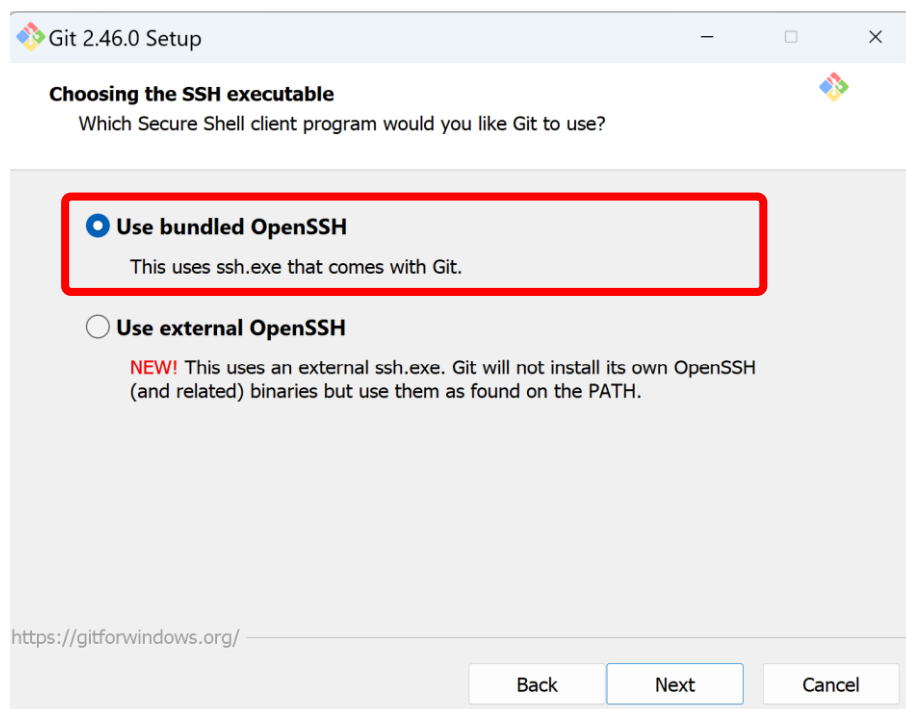 Git 2.46.0 Setup
Choosing the SSH executable
Which Secure Shell client program would you like Git to use?
Use bundled OpenSSH
This uses ssh.exe that comes with Git.
Use external OpenSSH
NEW! This uses an external ssh.exe. Git will not install its own OpenSSH
(and related) binaries but use them as found on the PATH.
https://gitforwindows.org/
Back Next Cancel